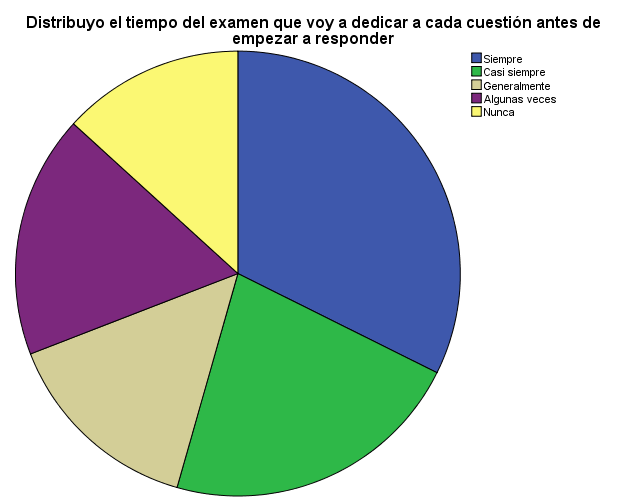 Distribuyo el tiempo del examen que voy a dedicar a cada cuestión antes de
empezar a responder
Siempre
Casi siempre
Generalmente
Algunas veces
Nunca